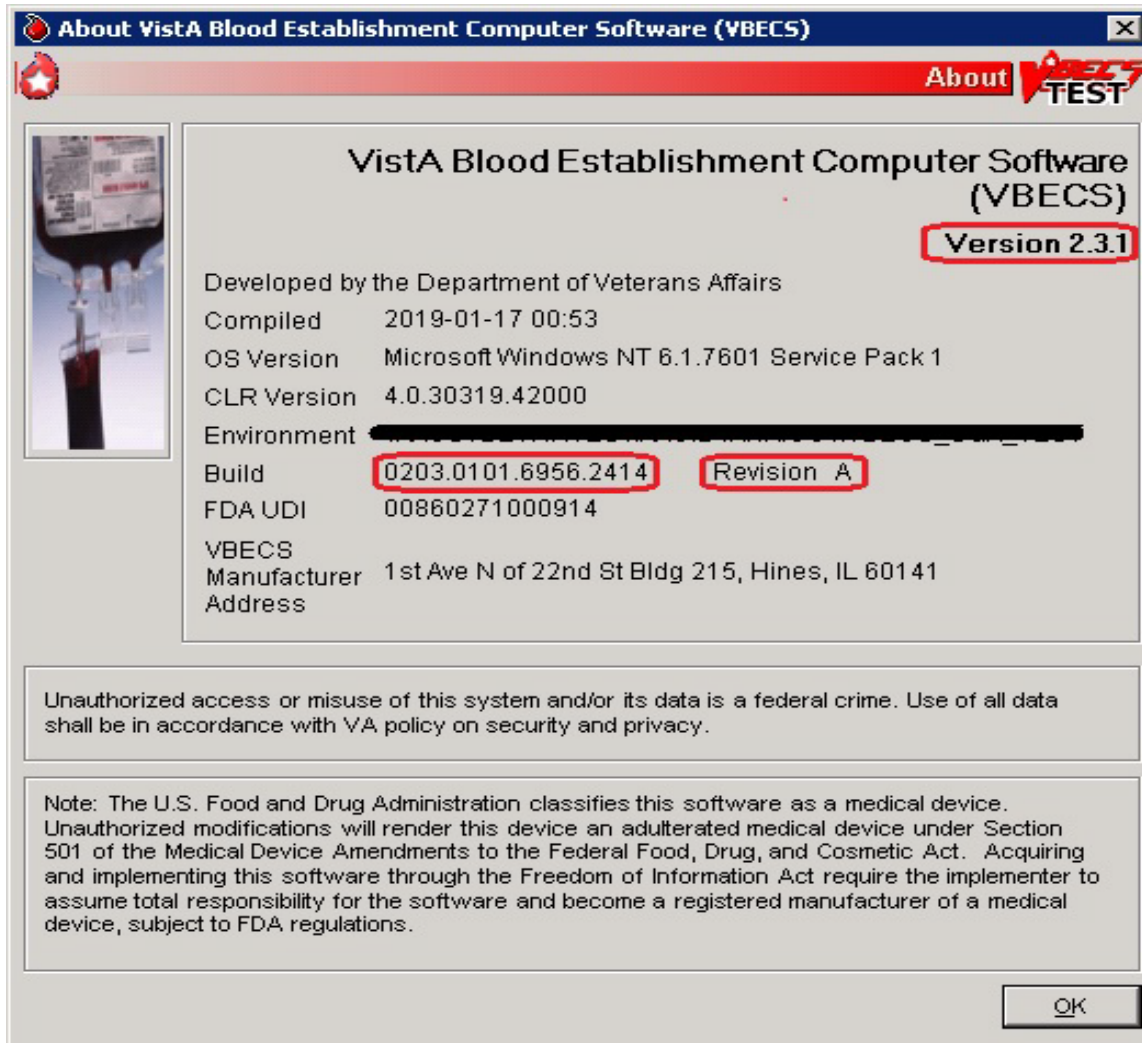 About VistA Blood Establishment Computer Software (VBECS)
About
VBECS
TEST
VistA Blood Establishment Computer Software
(VBECS)
Version 2.3.1
Developed by the Department of Veterans Affairs
Compiled 2019-01-17 00:53
OS Version Microsoft Windows NT 6.1.7601 Service Pack 1
CLR Version 4.0.30319.42000
Environment
Build 0203.0101.6956.2414 Revision A
FDA UDI 00860271000914
VBECS
Manufacturer 1st Ave N of 22nd St Bldg 215, Hines, IL 60141
Address
Unauthorized access or misuse of this system and/or its data is a federal crime. Use of all data
shall be in accordance with VA policy on security and privacy.
Note: The U.S. Food and Drug Administration classifies this software as a medical device.
Unauthorized modifications will render this device an adulterated medical device under Section
501 of the Medical Device Amendments to the Federal Food, Drug, and Cosmetic Act. Acquiring
and implementing this software through the Freedom of Information Act require the implementer to
assume total responsibility for the software and become a registered manufacturer of a medical
device, subject to FDA regulations.
OK